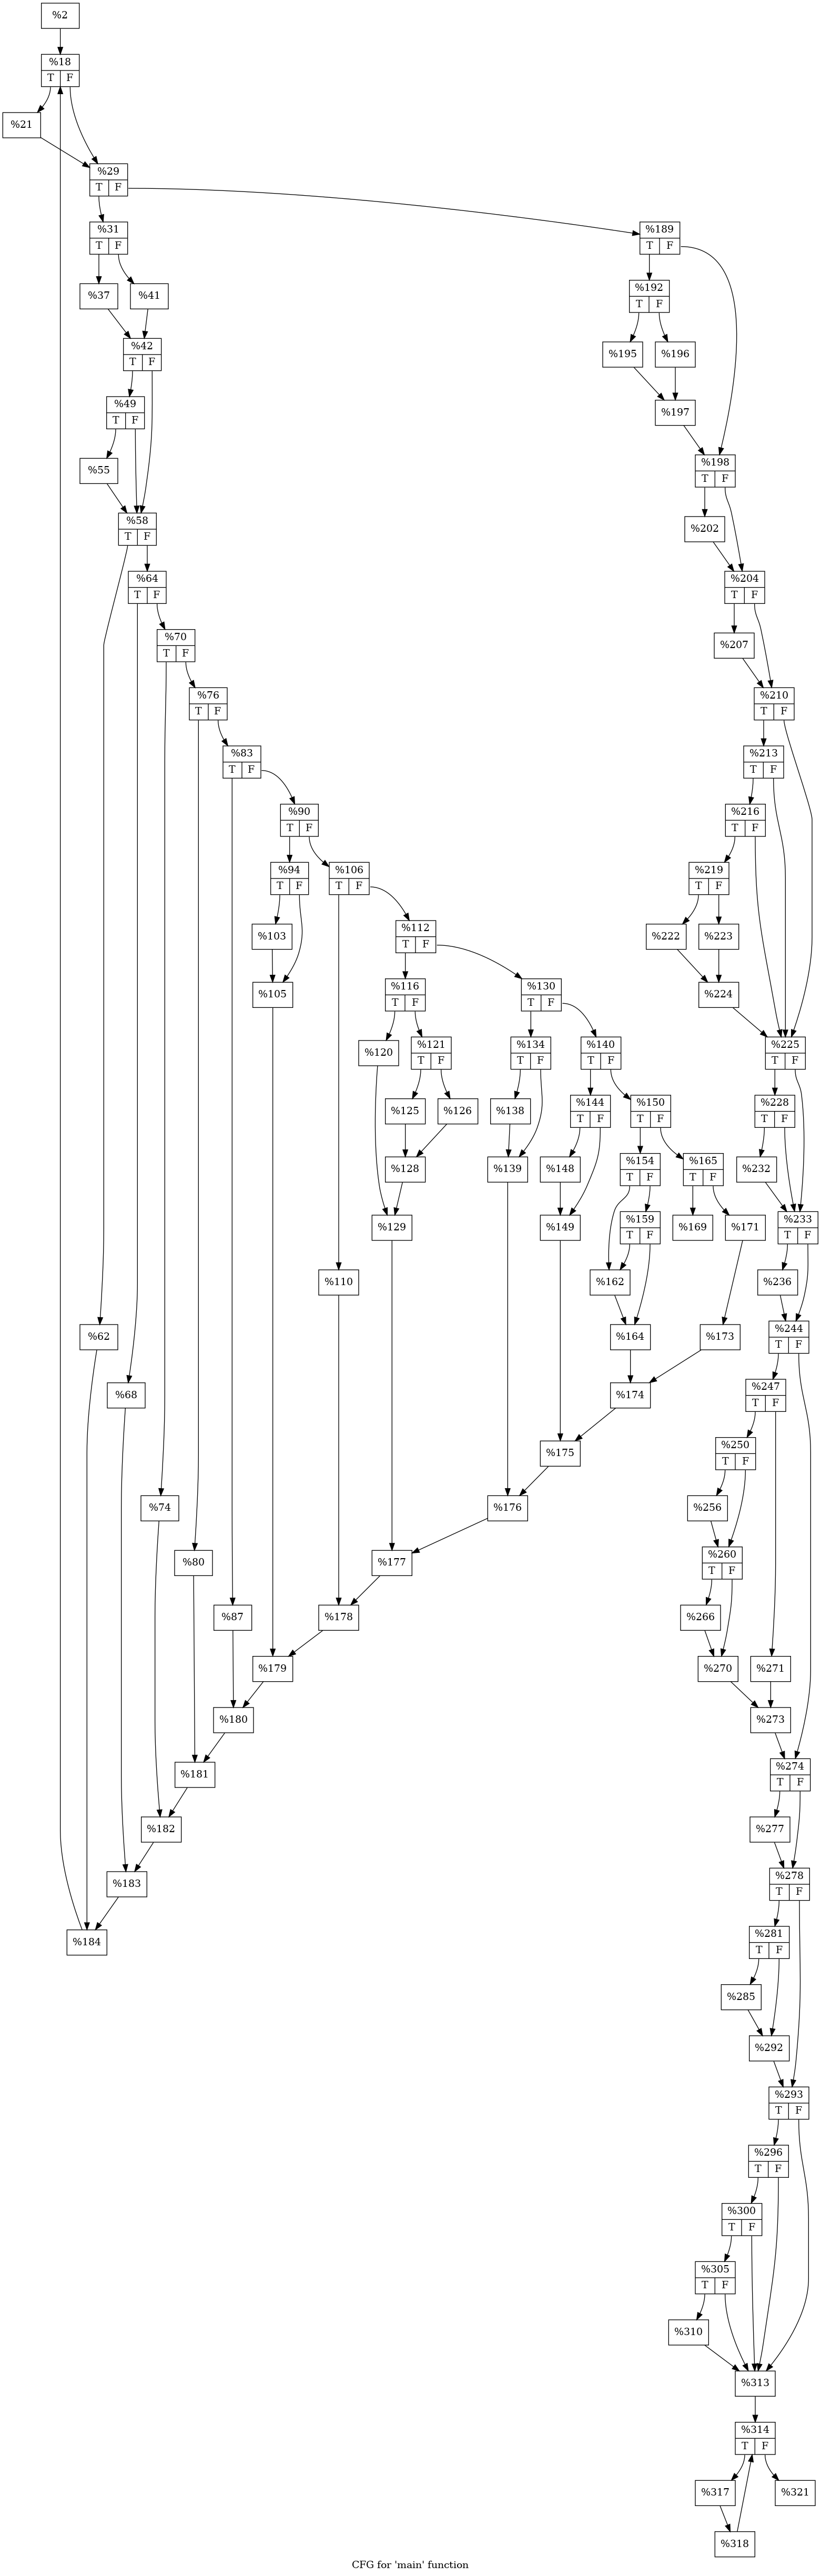 %2
%18
T F
%21
%29
T F
%31
T F
%189
T F
%37
%41
%192
T F
%42
T F
%195
%196
%49
T F
%197
%55
%198
T F
%58
T F
%202
%64
T F
%204
T F
%70
T F
%207
%76
T F
%210
T F
%83
T F
%213
T F
%90
T F
%216
T F
%94
T F
%106
T F
%219
T F
%103
%112
T F
%222
%223
%105
%116
T F
%130
T F
%224
%120
%121
T F
%134
T F
%140
T F
%225
T F
%125
%126
%138
%144
T F
%150
T F
%228
T F
%128
%139
%148
%154
T F
%165
T F
%232
%129
%149
%159
T F
%169
%171
%233
T F
%110
%162
%236
%62
%164
%173
%244
T F
%68
%174
%247
T F
%175
%250
T F
%74
%176
%256
%80
%177
%260
T F
%87
%178
%266
%179
%270
%271
%180
%273
%181
%274
T F
%182
%277
%183
%278
T F
%184
%281
T F
%285
%292
%293
T F
%296
T F
%300
T F
%305
T F
%310
%313
%314
T F
%317
%321
%318
CFG for 'main' function